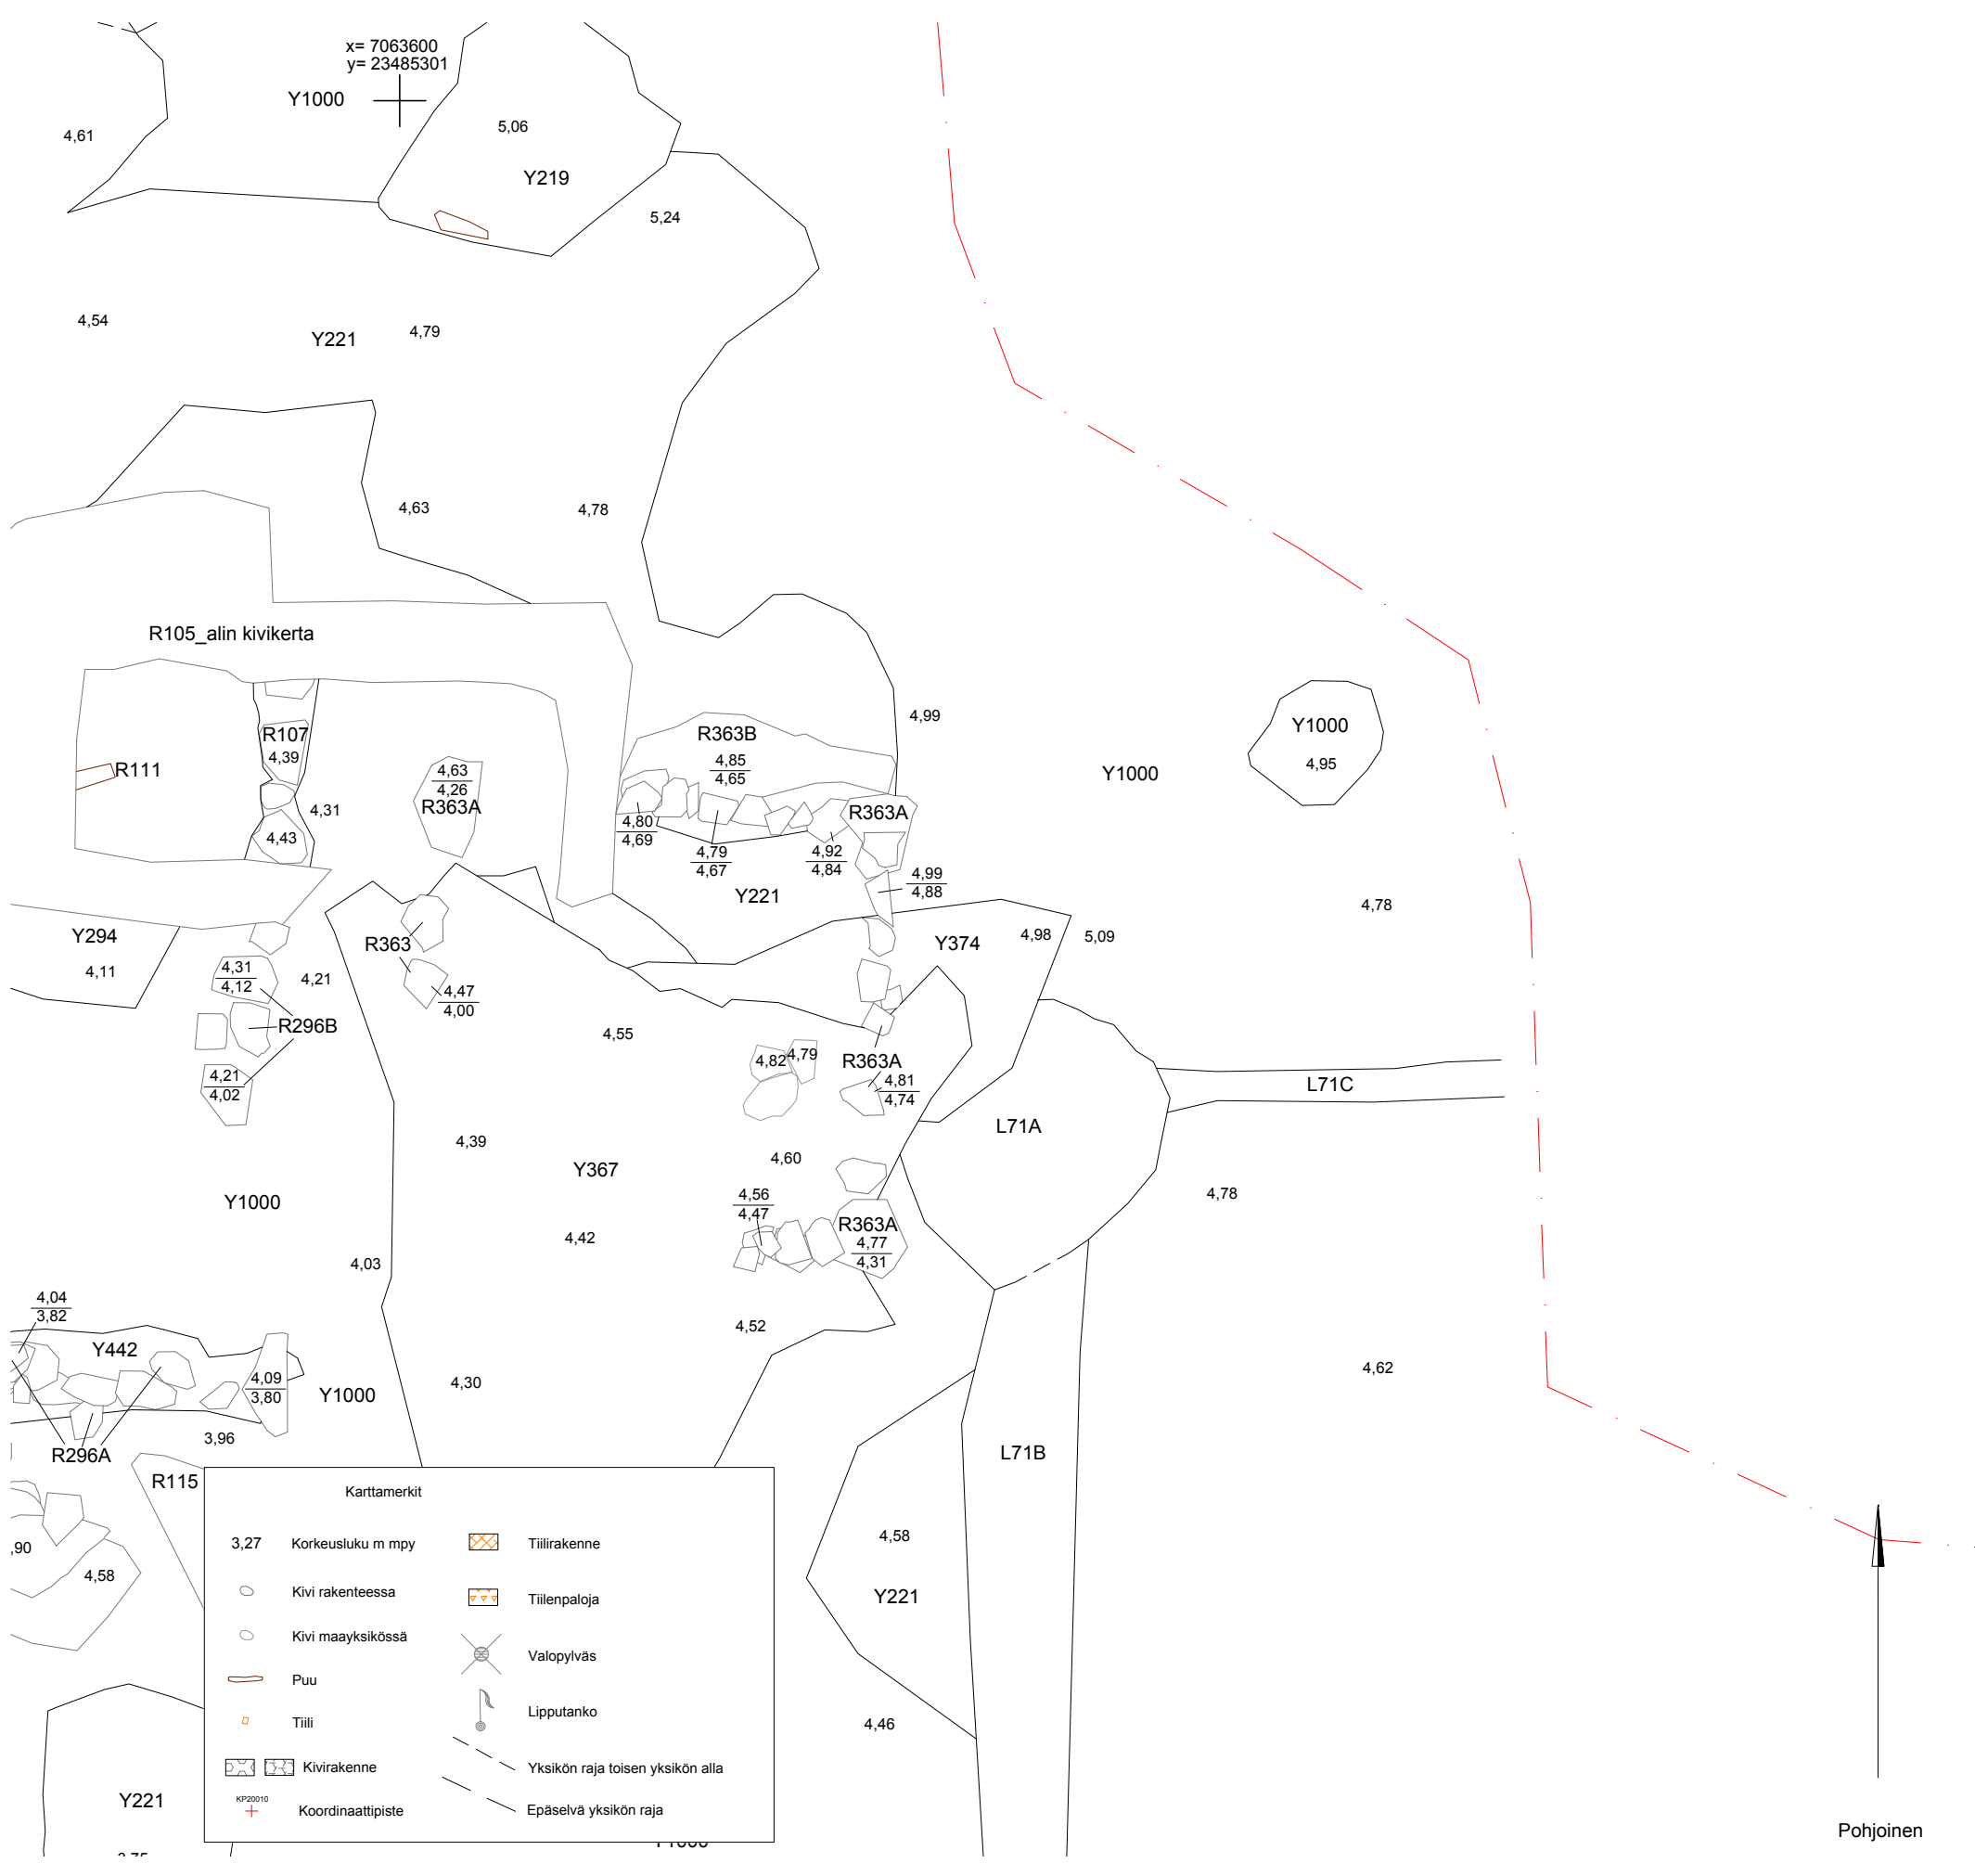 x= 7063600
y= 23485301
Y1000
4,61
5,06
Y219
5,24
4,54
Y221
4,79
4,63
4,78
R105_alin kivikerta
4,99
R107
4,39
R111
4,31
4,43
4,63
4,26
R363A
R363B
4,85
4,65
4,80
4,69
4,79
4,67
4,92
4,84
R363A
4,99
4,88
Y221
Y1000
Y1000
4,95
4,78
Y294
4,11
R363
4,31
4,12
4,21
4,47
4,00
R296B
4,21
4,02
Y374
4,98
5,09
4,55
4,82
4,79
R363A
4,81
4,74
L71C
L71A
4,39
Y367
4,60
4,78
Y1000
4,56
4,47
4,42
R363A
4,77
4,31
4,03
4,04
3,82
Y442
4,52
4,62
4,09
3,80
Y1000
4,30
3,96
R296A
R115
L71B
,90
4,58
4,58
Y221
4,46
Y221
Karttamerkit
3,27 Korkeusluku m mpy
Kivi rakenteessa
Kivi maayksikössä
Puu
Tiili
Kivirakenne
KP20010
Koordinaattipiste
Tiilirakenne
Tiilenpaloja
Valopylväs
Lipputanko
Yksikön raja toisen yksikön alla
Epäselvä yksikön raja
Pohjoinen